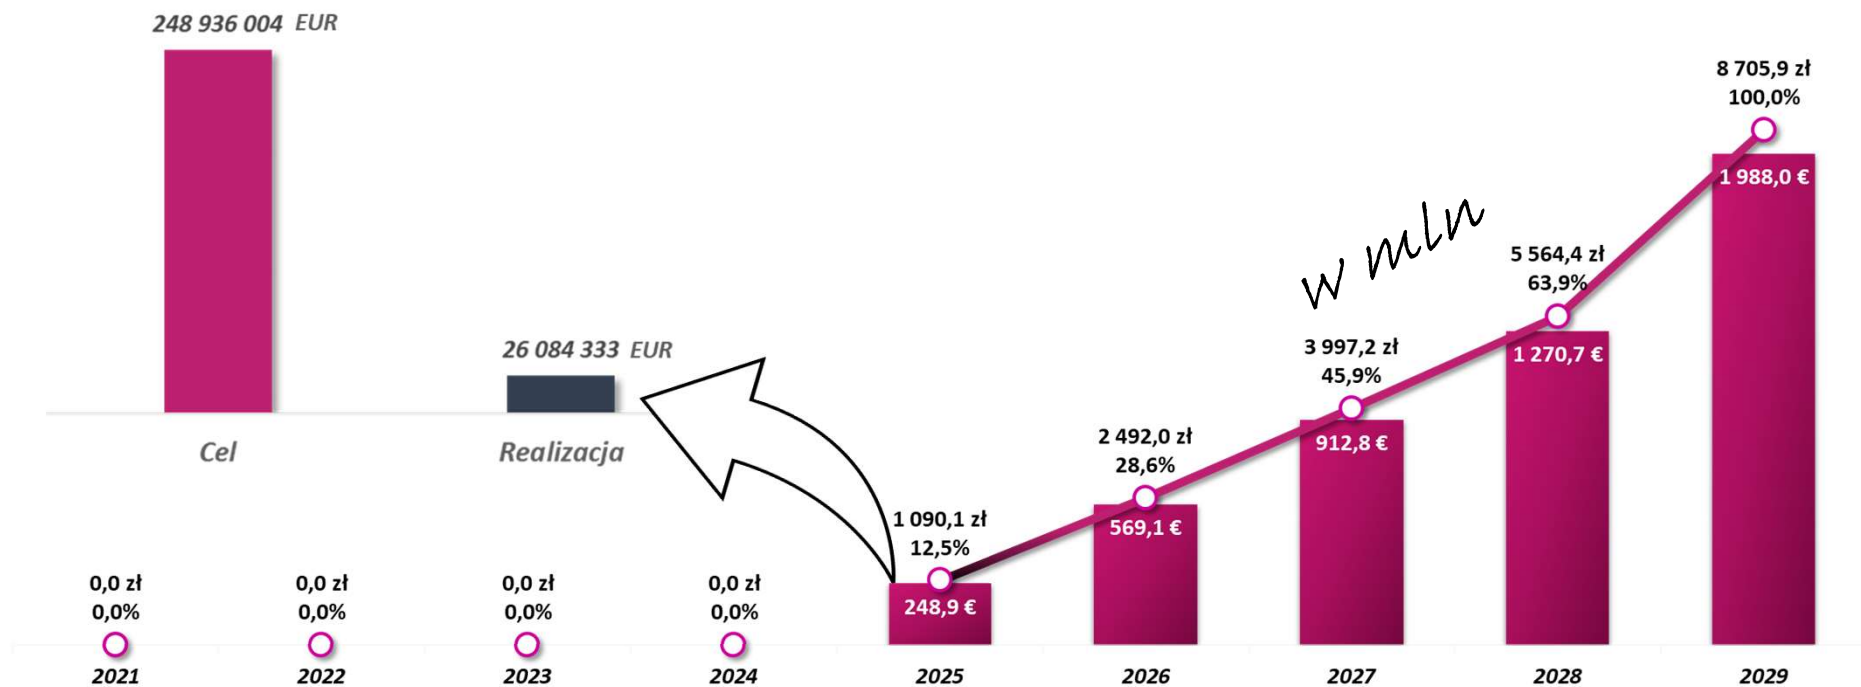 248 936 004 EUR
26 084 333 EUR
Cel
Realizacja
w mln
0,0 zł
0,0%
0,0 zł
0,0%
0,0 zł
0,0%
0,0 zł
0,0%
1 090,1 zł
12,5%
248,9 €
2 492,0 zł
28,6%
569,1 €
3 997,2 zł
45,9%
912,8 €
5 564,4 zł
63,9%
1 270,7 €
8 705,9 zł
100,0%
1 988,0 €
2021
2022
2023
2024
2025
2026
2027
2028
2029